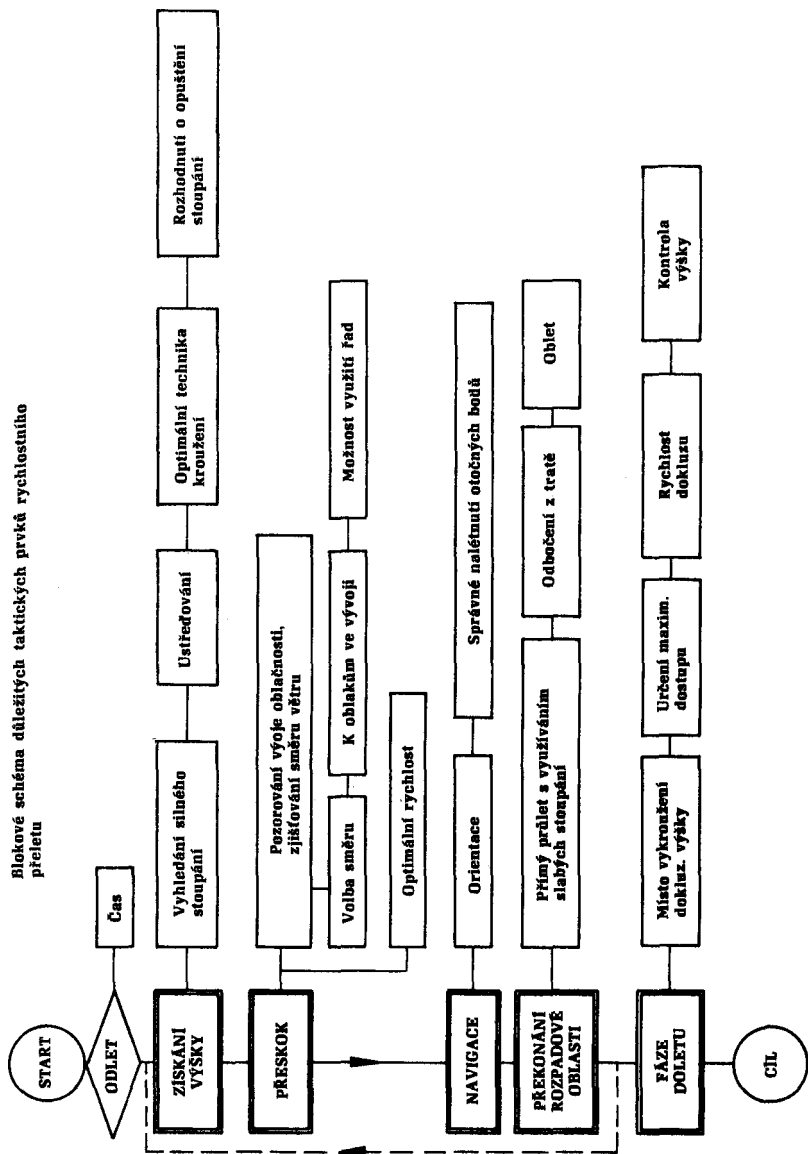 Blokové schéma důležitých taktických prvků rychlostního
přeletu
START
ODLET
Čas
ZÍSKÁNÍ
VÝŠKY
Vyhledání silného
stoupání
Ustřeďování
Optimální technika
kroužení
Rozhodnutí o opuštění
stoupání
PŘESKOK
Pozorování výoje oblačnosti,
zjišťování směru větru
Volba směru
K oblakům ve vývoji
Možnost využití řad
Optimální rychlost
NAVIGACE
Orientace
Správné nalétnutí otočných bodů
PŘEKONÁNÍ
ROZPADOVÉ
OBLASTI
Přímý průlet s využíváním
slabých stoupání
Odbočení z tratě
Oblet
FÁZE
DOLETU
Místo vykroužení
dokluz. výšky
Určení maxim.
dostupu
Rychlost
dokluzu
Kontrola
výšky
CÍL